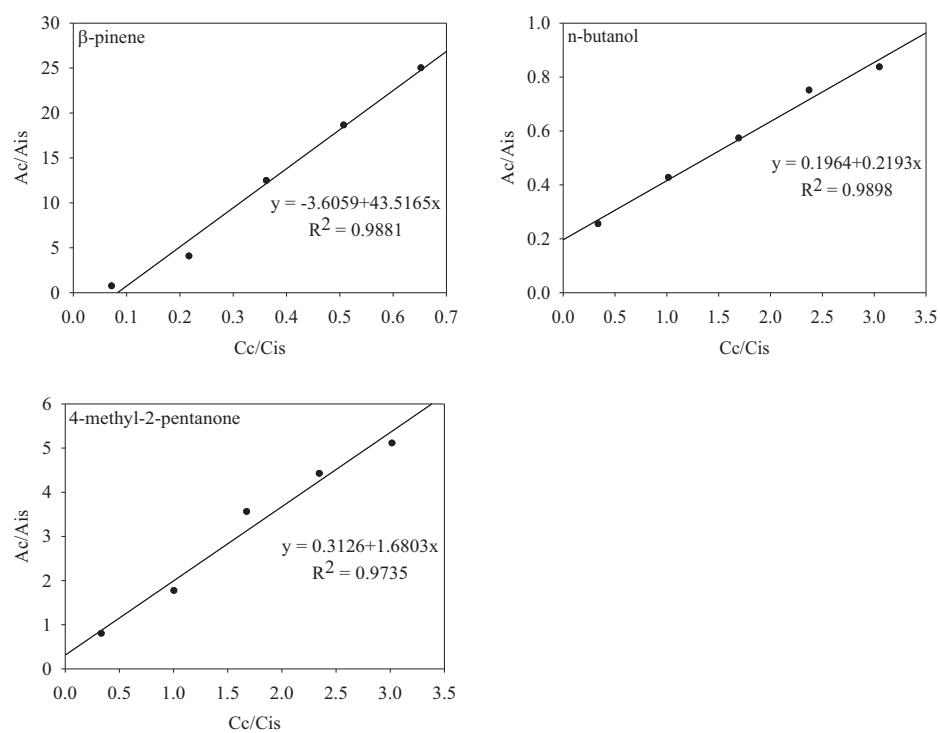 β-pinene
30
25
20
15
10
5
0
Ac/Ais
y = -3.6059+43.5165x
R² = 0.9881
0.0 0.1 0.2 0.3 0.4 0.5 0.6 0.7
Cc/Cis
n-butanol
1.0
0.8
0.6
0.4
0.2
0.0
Ac/Ais
y = 0.1964+0.2193x
R² = 0.9898
0.0 0.5 1.0 1.5 2.0 2.5 3.0 3.5
Cc/Cis
4-methyl-2-pentanone
6
5
4
3
2
1
0
Ac/Ais
y = 0.3126+1.6803x
R² = 0.9735
0.0 0.5 1.0 1.5 2.0 2.5 3.0 3.5
Cc/Cis